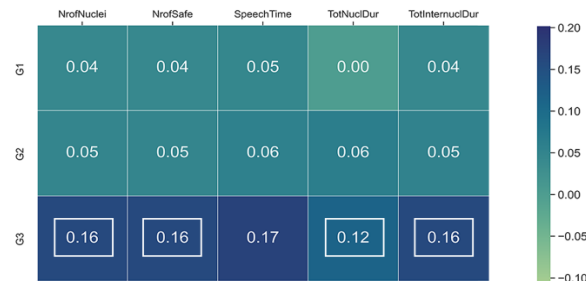 NrofNuclei NrofSafe SpeechTime TotNuclDur TotInternuclDur
G1 0.04 0.04 0.05 0.00 0.04
G2 0.05 0.05 0.06 0.06 0.05
G3 0.16 0.16 0.17 0.12 0.16
0.20
0.15
0.10
0.05
0.00
-0.05
-0.10